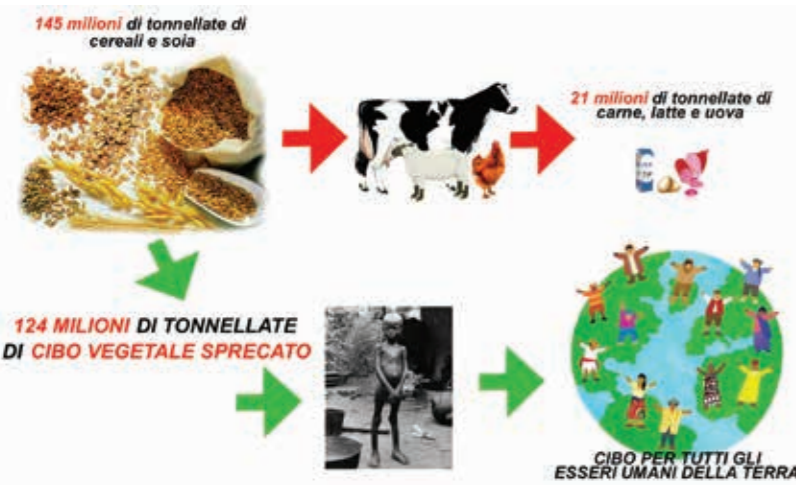 145 milioni di tonnellate di
cereali e soia
21 milioni di tonnellate di
carne, latte e uova
124 MILIONI DI TONNELLATE
DI CIBO VEGETALE SPRECATO
CIBO PER TUTTI GLI
ESSERI UMANI DELLA TERRA